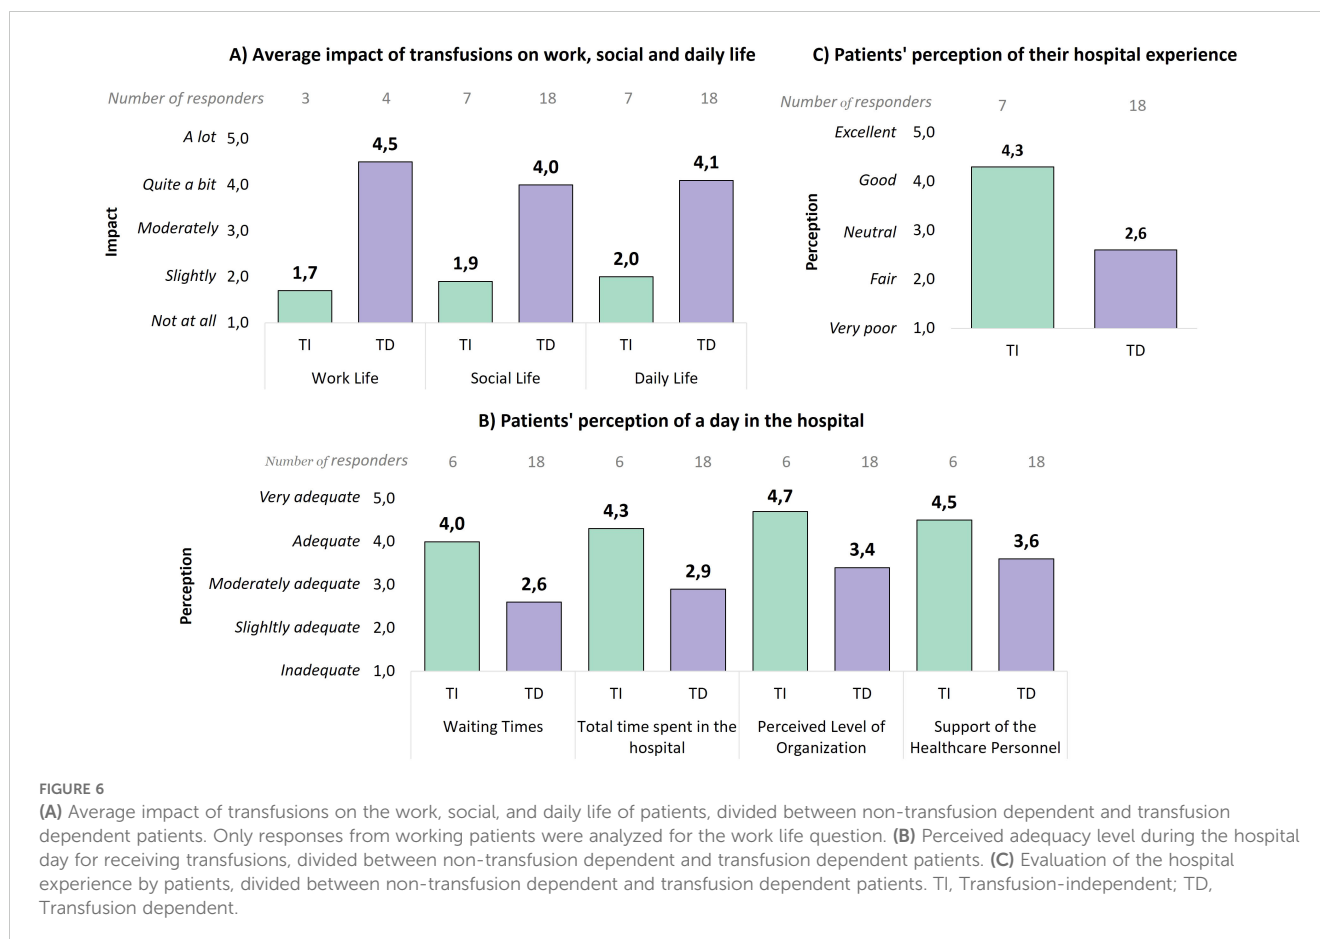 A) Average impact of transfusions on work, social and daily life
Number of responders 3 4 7 18 7 18
A lot 5,0
Quite a bit 4,0
Moderately 3,0
Slightly 2,0
Not at all 1,0
Impact
1,7 4,5 1,9 4,0 2,0 4,1
TI TD TI TD TI TD
Work Life Social Life Daily Life
C) Patients' perception of their hospital experience
Number of responders 7 18
Excellent 5,0
Good 4,0
Neutral 3,0
Fair 2,0
Very poor 1,0
Perception
4,3 2,6
TI TD
B) Patients' perception of a day in the hospital
Number of responders 6 18 6 18 6 18 6 18
Very adequate 5,0
Adequate 4,0
Moderately adequate 3,0
Slighltly adequate 2,0
Inadequate 1,0
Perception
4,0 2,6 4,3 2,9 4,7 3,4 4,5 3,6
TI TD TI TD TI TD TI TD
Waiting Times Total time spent in the Perceived Level of Support of the
hospital Organization Healthcare Personnel
FIGURE 6
(A) Average impact of transfusions on the work, social, and daily life of patients, divided between non-transfusion dependent and transfusion
dependent patients. Only responses from working patients were analyzed for the work life question. (B) Perceived adequacy level during the hospital
day for receiving transfusions, divided between non-transfusion dependent and transfusion dependent patients. (C) Evaluation of the hospital
experience by patients, divided between non-transfusion dependent and transfusion dependent patients. TI, Transfusion-independent; TD,
Transfusion dependent.